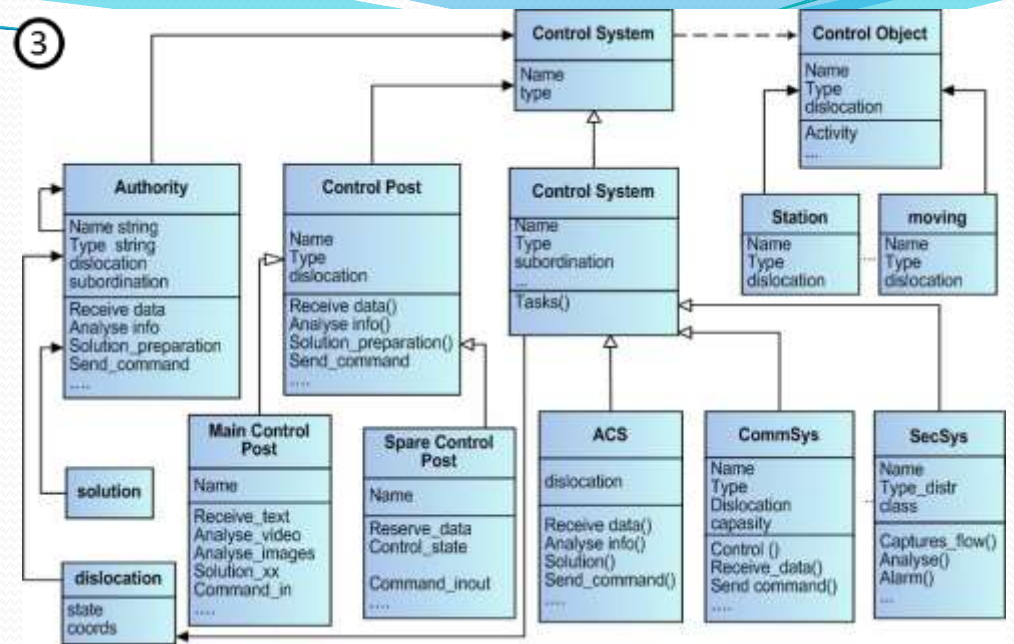 3
Control System
Name
type
Control Object
Name
Type
dislocation
Activity
...
Authority
Name string
Type string
dislocation
subordination
Receive data
Analyse info
Solution_preparation
Send_command
....
Control Post
Name
Type
dislocation
Receive data()
Analyse info()
Solution_preparation()
Send_command
....
Control System
Name
Type
subordination
...
Tasks()
Station
Name
Type
dislocation
...
moving
Name
Type
dislocation
Main Control
Post
Name
Receive_text
Analyse_video
Analyse_images
Solution_xx
Command_in
....
Spare Control
Post
Name
Reserve_data
Control_state
Command_inout
....
ACS
dislocation
Receive data()
Analyse info()
Solution()
Send_command()
....
CommSys
Name
Type
Dislocation
capasity
Control ()
Receive_data()
Send command()
....
...
SecSys
Name
Type_distr
class
Captures_flow()
Analyse()
Alarm()
...
solution
dislocation
state
coords